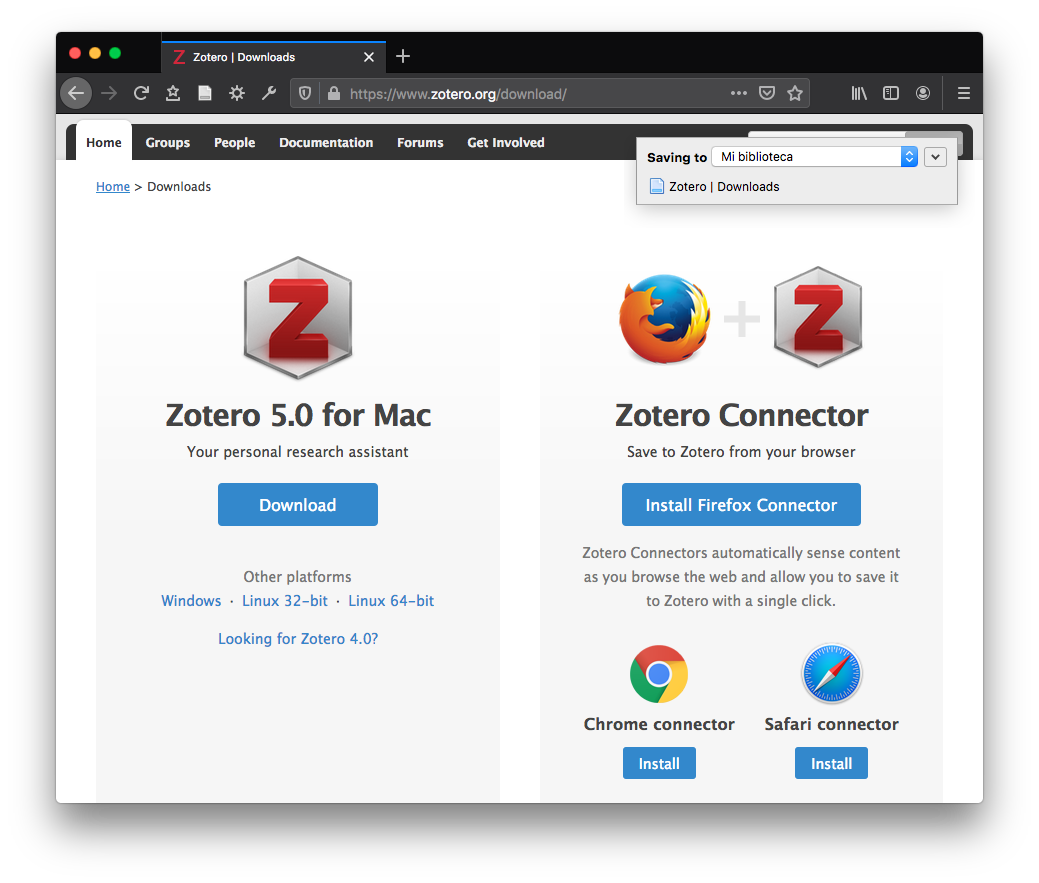 Zotero | Downloads
https://www.zotero.org/download/
Home
Groups
People
Documentation
Forums
Get Involved
Saving to
Mi biblioteca
Zotero | Downloads
Home > Downloads
Zotero 5.0 for Mac
Your personal research assistant
Download
Other platforms
Windows · Linux 32-bit · Linux 64-bit
Looking for Zotero 4.0?
Zotero Connector
Save to Zotero from your browser
Install Firefox Connector
Zotero Connectors automatically sense content
as you browse the web and allow you to save it
to Zotero with a single click.
Chrome connector
Install
Safari connector
Install